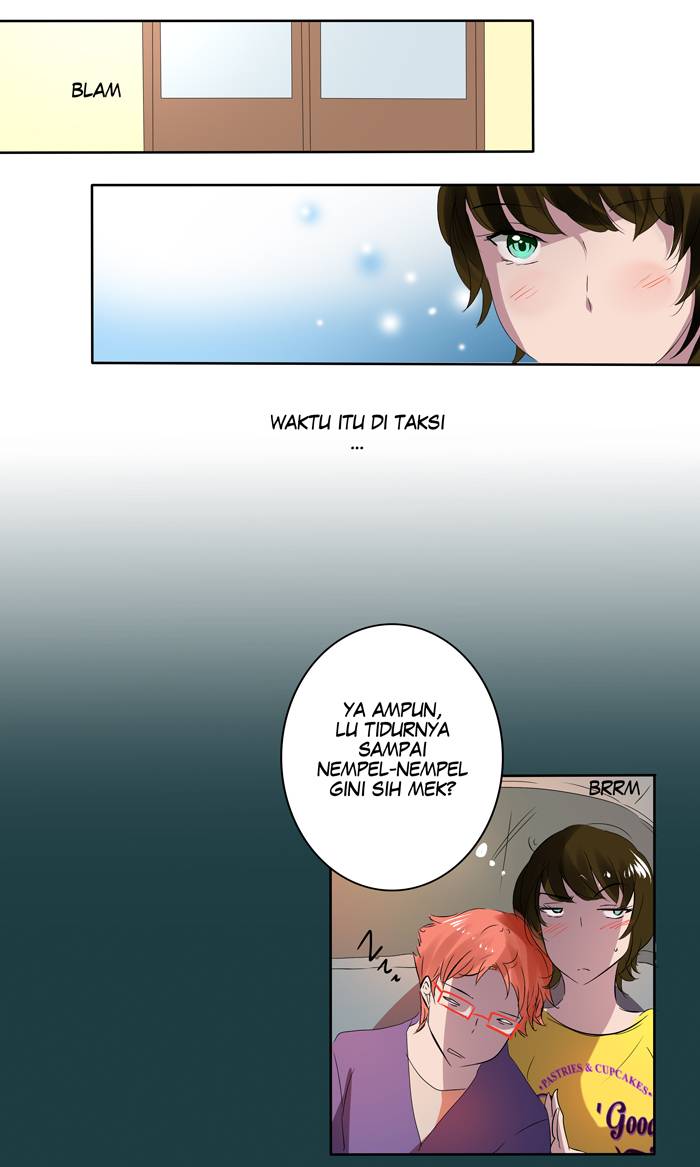 BLAM
WAKTU ITU DI TAKSI
...
YA AMPUN,
LU TIDURNYA
SAMPAI
NEMPEL-NEMPEL
GINI SIH MEK?
BRRM
ZZZ
PASTRIES & CUPCAKES
'Good